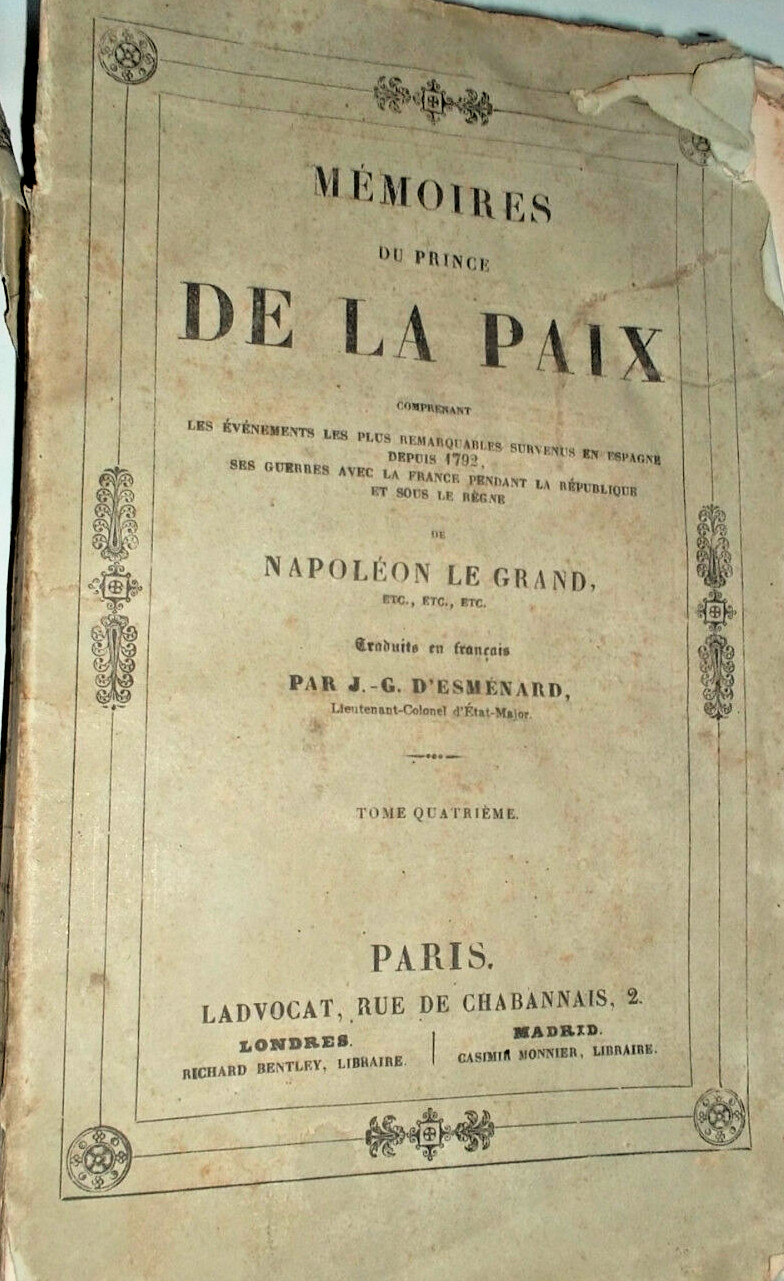 MÉMOIRES
DU PRINCE
DE LA PAIX
COMPRENANT
LES ÉVÉNEMENTS LES PLUS REMARQUABLES SURVENUS EN ESPAGNE
DEPUIS 1792,
SES GUERRES AVEC LA FRANCE PENDANT LA RÉPUBLIQUE
ET SOUS LE RÈGNE
DE
NAPOLÉON LE GRAND,
ETC., ETC., ETC.
Traduits en français
PAR J.-G. D'ESMÉNARD,
Lieutenant-Colonel d'État-Major.
TOME QUATRIÈME.
PARIS.
LADVOCAT, RUE DE CHABANNAIS, 2.
LONDRES.
RICHARD BENTLEY, LIBRAIRE.
MADRID.
CASIMIR MONNIER, LIBRAIRE.